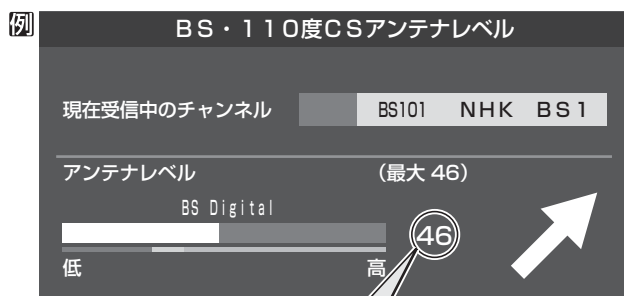 例
BS・110度CSアンテナレベル
現在受信中のチャンネル BS101 NHK BS1
アンテナレベル (最大 46)
BS Digital
46
低 高